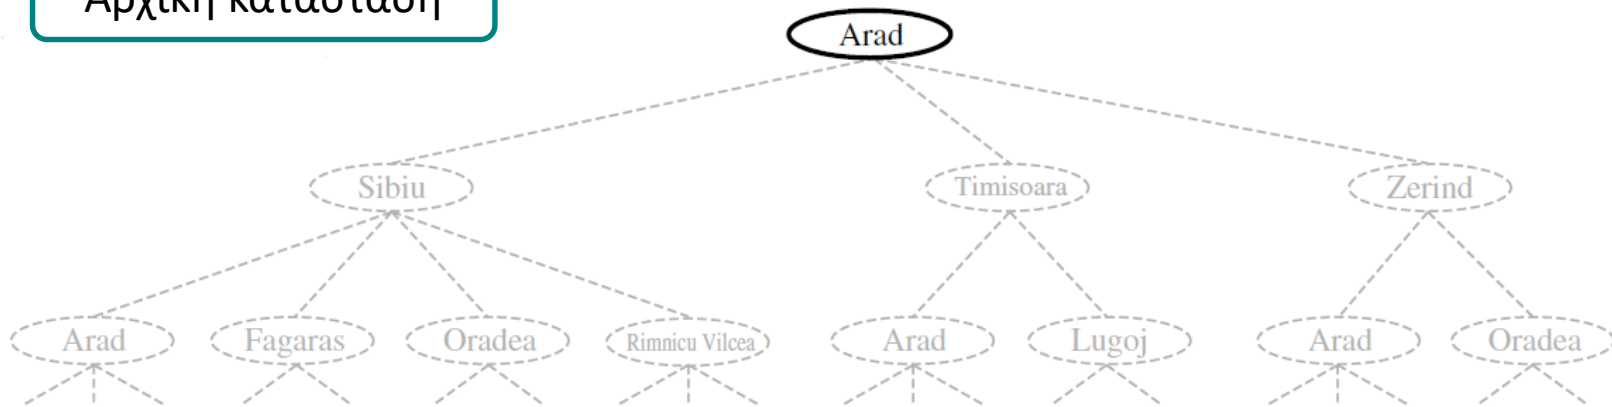 Αρχική κατάσταση
Arad
Sibiu Timisoara Zerind
Arad Fagaras Oradea Rimnicu Vilcea Arad Lugoj Arad Oradea